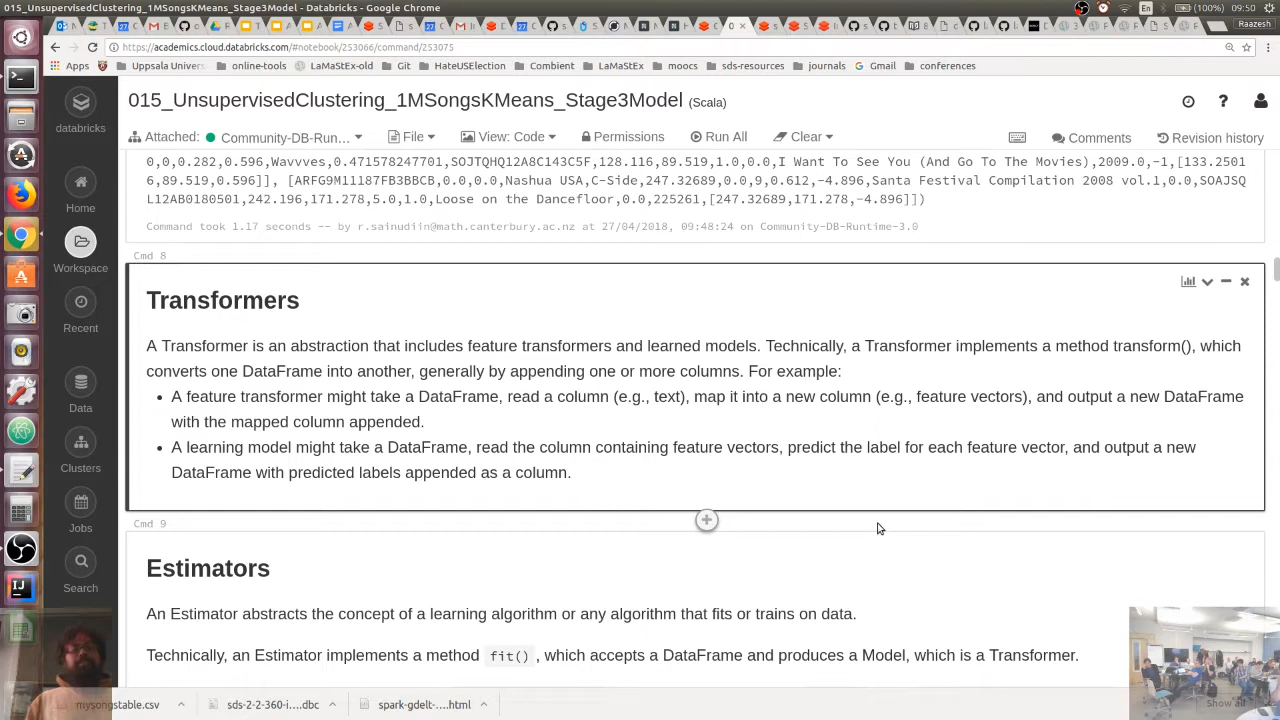 015_UnsupervisedClustering_1MSongsKMeans_Stage3Model - Databricks - Google Chrome
En (100%) 09:50
Raazesh
https://academics.cloud.databricks.com/#notebook/253066/command/253075
Apps Uppsala Univers online-tools LaMaStEx-old Git HateUSElection Combient LaMaStEx moocs sds-resources journals Gmail conferences
databricks
Home
Workspace
Recent
Data
Clusters
Jobs
Search
015_UnsupervisedClustering_1MSongsKMeans_Stage3Model (Scala)
Attached: Community-DB-Run... File View: Code Permissions Run All Clear Comments Revision history
0,0,0.282,0.596,Wavvves,0.471578247701,SOJTQHQ12A8C143C5F,128.116,89.519,1.0,0.0,I Want To See You (And Go To The Movies),2009.0,-1,[133.2501
6,89.519,0.596]], [ARFG9M11187FB3BBCB,0.0,0.0,Nashua USA,C-Side,247.32689,0.0,9,0.612,-4.896,Santa Festival Compilation 2008 vol.1,0.0,SOAJSQ
L12AB0180501,242.196,171.278,5.0,1.0,Loose on the Dancefloor,0.0,225261,[247.32689,171.278,-4.896]])
Command took 1.17 seconds -- by r.sainudiin@math.canterbury.ac.nz at 27/04/2018, 09:48:24 on Community-DB-Runtime-3.0
Cmd 8
Transformers
A Transformer is an abstraction that includes feature transformers and learned models. Technically, a Transformer implements a method transform(), which
converts one DataFrame into another, generally by appending one or more columns. For example:
• A feature transformer might take a DataFrame, read a column (e.g., text), map it into a new column (e.g., feature vectors), and output a new DataFrame
with the mapped column appended.
• A learning model might take a DataFrame, read the column containing feature vectors, predict the label for each feature vector, and output a new
DataFrame with predicted labels appended as a column.
Cmd 9
Estimators
An Estimator abstracts the concept of a learning algorithm or any algorithm that fits or trains on data.
Technically, an Estimator implements a method fit(), which accepts a DataFrame and produces a Model, which is a Transformer.
mysongstable.csv sds-2-2-360-i....dbc spark-gdelt-....html Show all